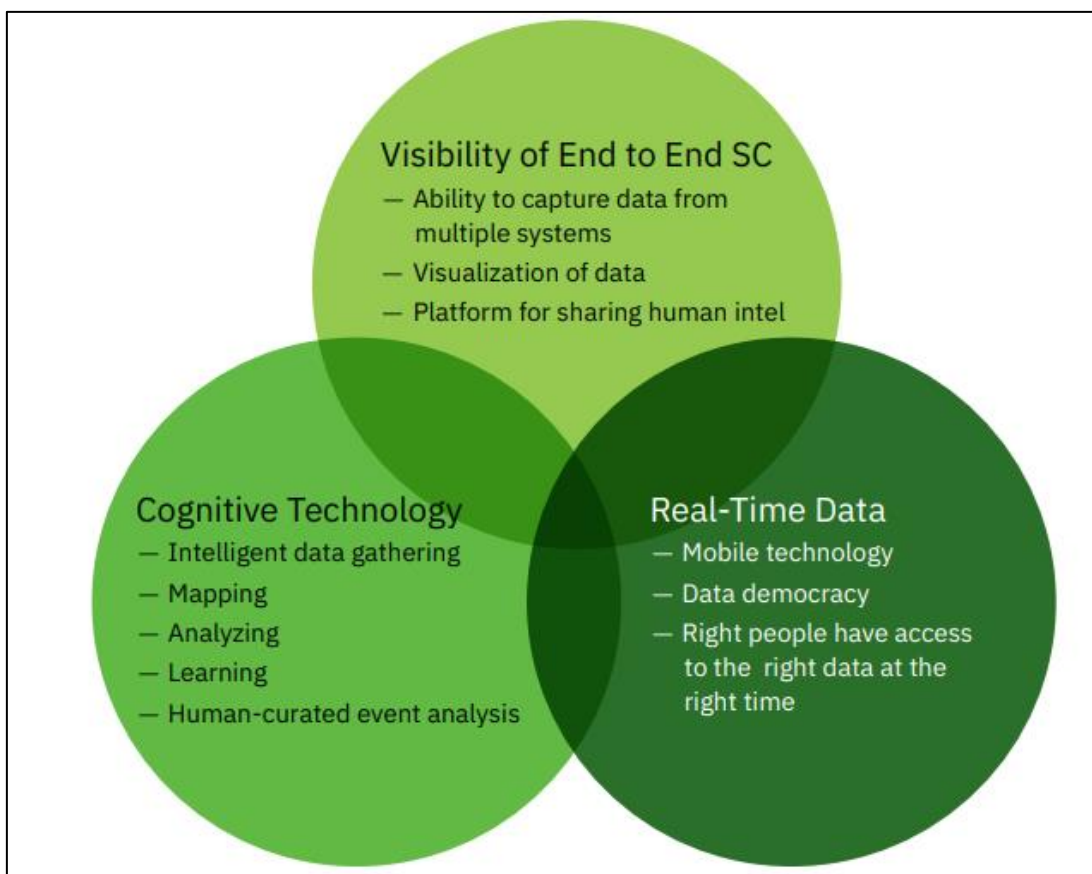 Visibility of End to End SC
— Ability to capture data from
multiple systems
— Visualization of data
— Platform for sharing human intel
Cognitive Technology
— Intelligent data gathering
— Mapping
— Analyzing
— Learning
— Human-curated event analysis
Real-Time Data
— Mobile technology
— Data democracy
— Right people have access
to the right data at the
right time